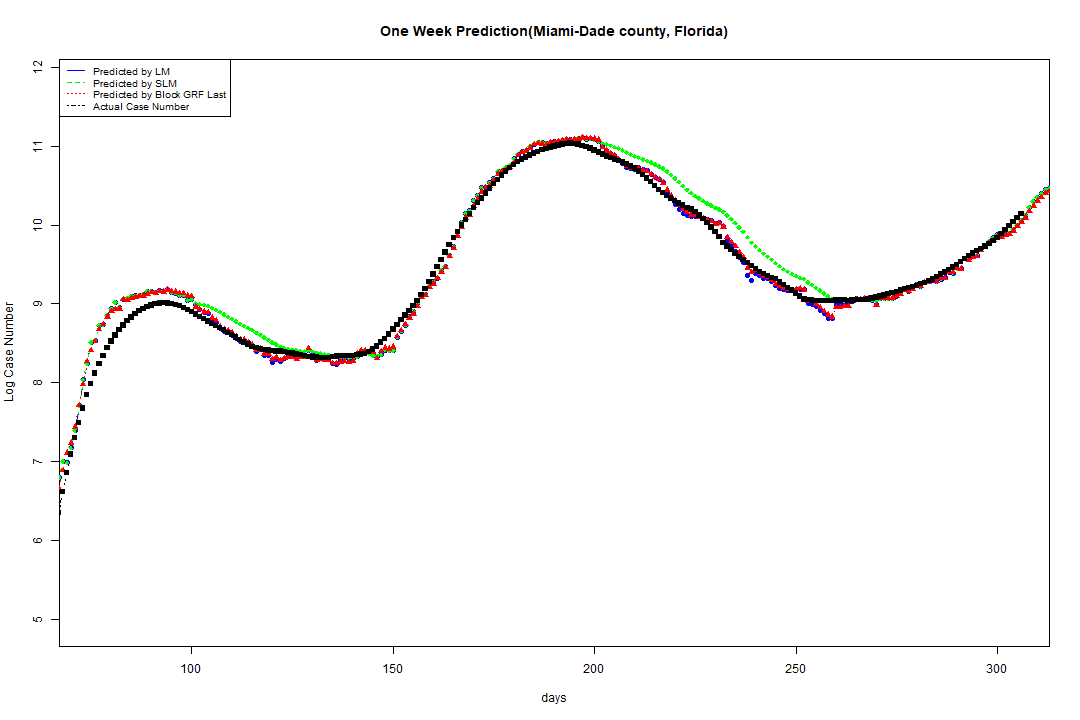 One Week Prediction(Miami-Dade county, Florida)
Predicted by LM
Predicted by SLM
Predicted by Block GRF Last
Actual Case Number
12
11
10
9
8
7
6
5
Log Case Number
100 150 200 250 300
days